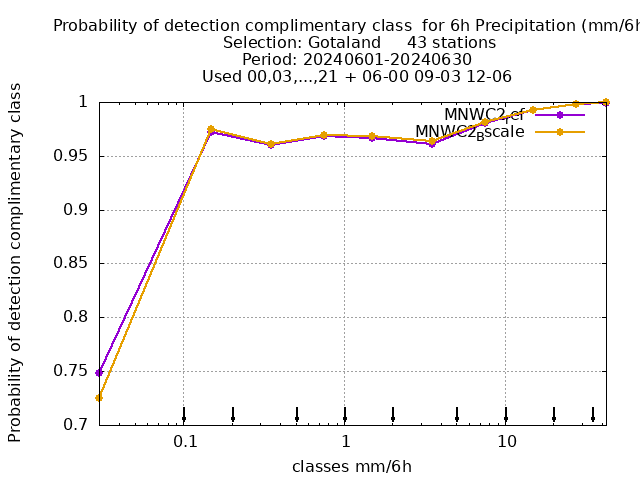 Probability of detection complimentary class  for 6h Precipitation (mm/6h
Selection: Gotaland     43 stations
Period: 20240601-20240630
Used 00,03,...,21 + 06-00 09-03 12-06
Probability of detection complimentary class
1
0.95
0.9
0.85
0.8
0.75
0.7
MNWC2
MNWC2Bscale
0.1
1
10
classes mm/6h